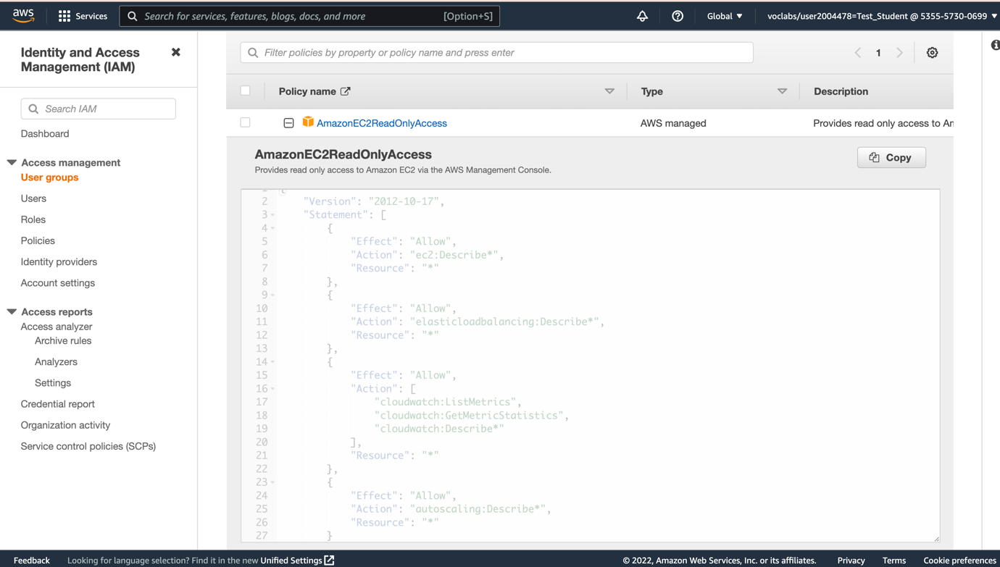 aws
Services
Search for services, features, blogs, docs, and more
[Option+S]
Global
voclabs/user2004478=Test_Student @ 5355-5730-0699
Identity and Access
Management (IAM)
Search IAM
Dashboard
Access management
User groups
Users
Roles
Policies
Identity providers
Account settings
Access reports
Access analyzer
Archive rules
Analyzers
Settings
Credential report
Organization activity
Service control policies (SCPs)
Filter policies by property or policy name and press enter
1
Policy name
Type
Description
AmazonEC2ReadOnlyAccess
AWS managed
Provides read only access to Am
AmazonEC2ReadOnlyAccess
Copy
Provides read only access to Amazon EC2 via the AWS Management Console.
1 {
2 "Version": "2012-10-17",
3 "Statement": [
4 {
5 "Effect": "Allow",
6 "Action": "ec2:Describe*",
7 "Resource": "*"
8 },
9 {
10 "Effect": "Allow",
11 "Action": "elasticloadbalancing:Describe*",
12 "Resource": "*"
13 },
14 {
15 "Effect": "Allow",
16 "Action": [
17 "cloudwatch:ListMetrics",
18 "cloudwatch:GetMetricStatistics",
19 "cloudwatch:Describe*"
20 ],
21 "Resource": "*"
22 },
23 {
24 "Effect": "Allow",
25 "Action": "autoscaling:Describe*",
26 "Resource": "*"
27 }
Feedback
Looking for language selection? Find it in the new Unified Settings
© 2022, Amazon Web Services, Inc. or its affiliates.
Privacy
Terms
Cookie preferences